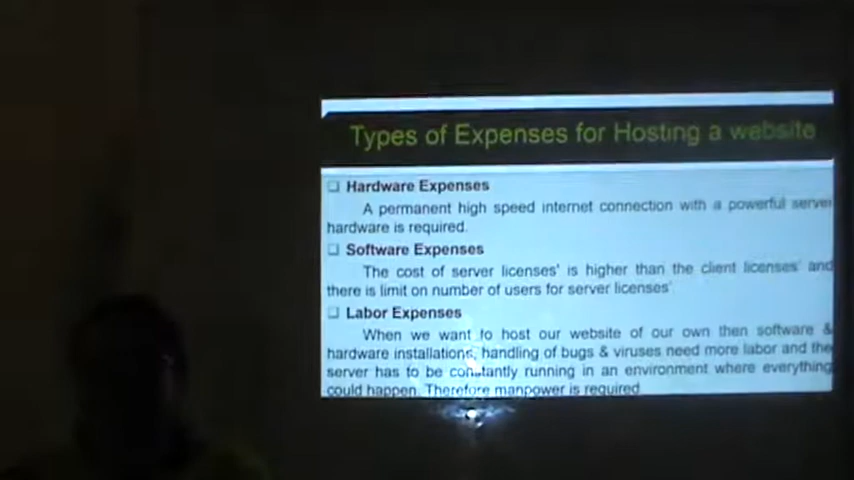 Types of Expenses for Hosting a website
❑ Hardware Expenses
A permanent high speed internet connection with a powerful server
hardware is required.
❑ Software Expenses
The cost of server licenses' is higher than the client licenses' and
there is limit on number of users for server licenses'.
❑ Labor Expenses
When we want to host our website of our own then software &
hardware installations, handling of bugs & viruses need more labor and the
server has to be constantly running in an environment where everything
could happen. Therefore manpower is required.